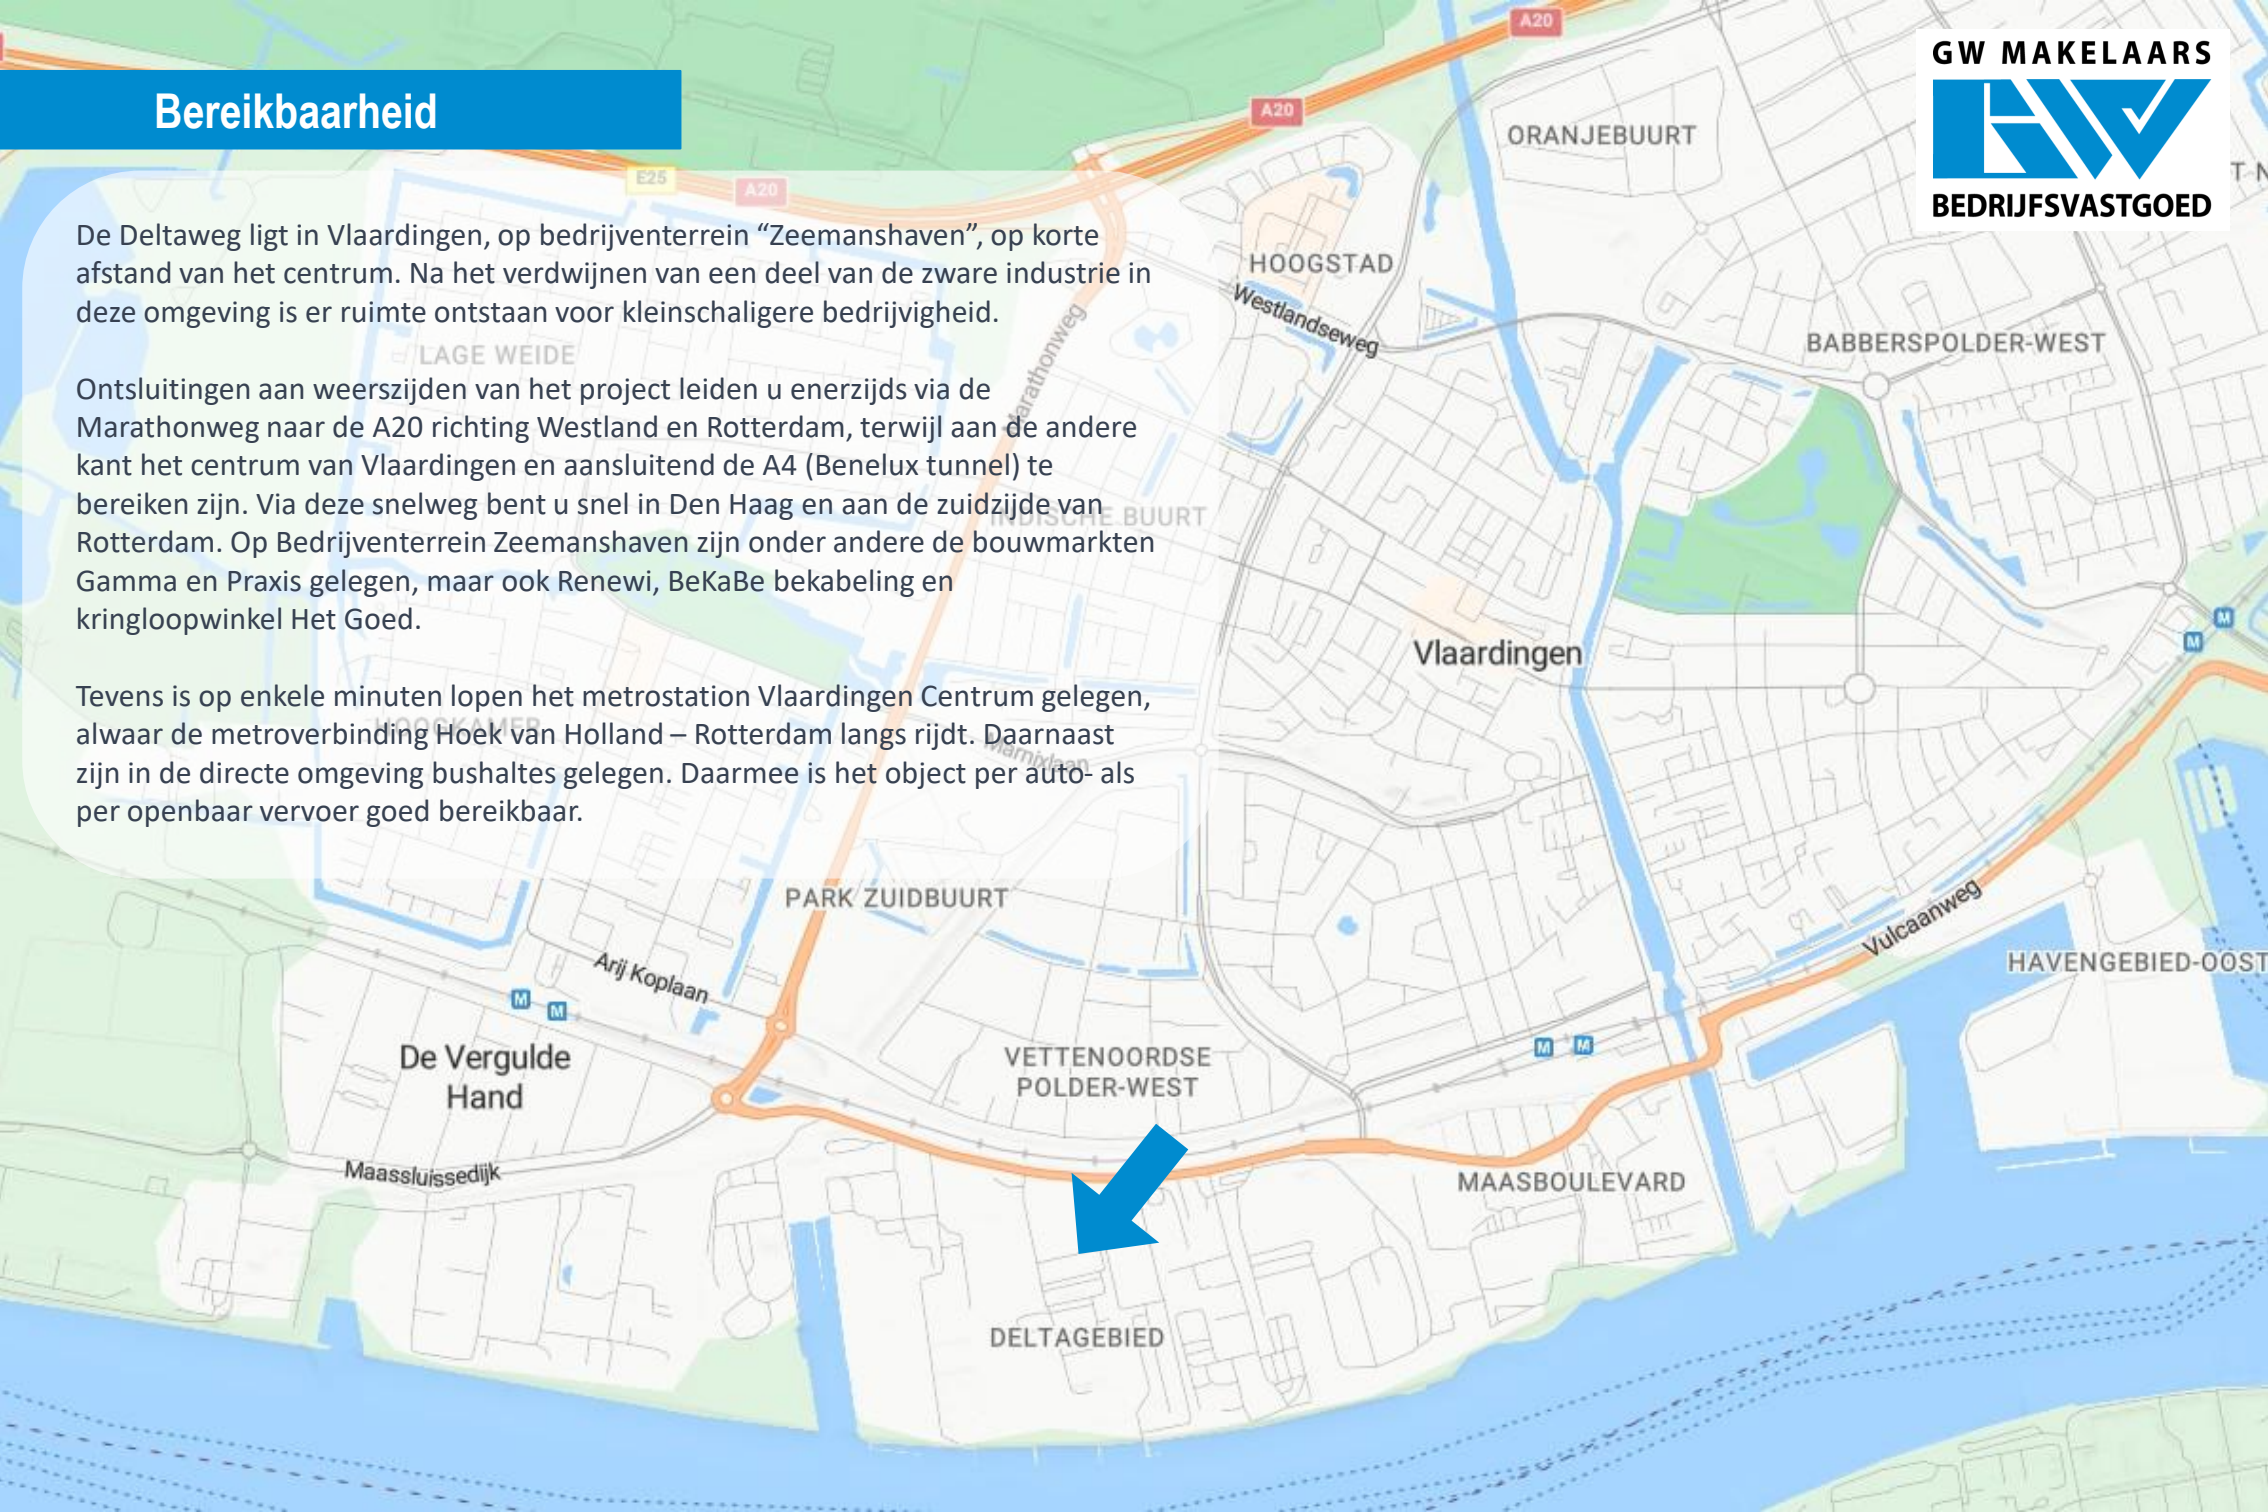 A20
GW MAKELAARS
BEDRIJFSVASTGOED
Bereikbaarheid
A20
ORANJEBUURT
E25
A20
De Deltaweg ligt in Vlaardingen, op bedrijventerrein “Zeemanshaven”, op korte
afstand van het centrum. Na het verdwijnen van een deel van de zware industrie in
deze omgeving is er ruimte ontstaan voor kleinschaligere bedrijvigheid.
Ontsluitingen aan weerszijden van het project leiden u enerzijds via de
Marathonweg naar de A20 richting Westland en Rotterdam, terwijl aan de andere
kant het centrum van Vlaardingen en aansluitend de A4 (Benelux tunnel) te
bereiken zijn. Via deze snelweg bent u snel in Den Haag en aan de zuidzijde van
Rotterdam. Op Bedrijventerrein Zeemanshaven zijn onder andere de bouwmarkten
Gamma en Praxis gelegen, maar ook Renewi, BeKaBe bekabeling en
kringloopwinkel Het Goed.
Tevens is op enkele minuten lopen het metrostation Vlaardingen Centrum gelegen,
alwaar de metroverbinding Hoek van Holland – Rotterdam langs rijdt. Daarnaast
zijn in de directe omgeving bushaltes gelegen. Daarmee is het object per auto- als
per openbaar vervoer goed bereikbaar.
HOOGSTAD
Westlandseweg
Marathonweg
LAGE WEIDE
BABBERSPOLDER-WEST
INDISCHE BUURT
Vlaardingen
M
M
HOOGKAMER
Marnixlaan
PARK ZUIDBUURT
Vulcaanweg
HAVENGEBIED-OOST
Arij Koplaan
M
M
De Vergulde
Hand
VETTENOORDSE
POLDER-WEST
M
M
Maassluissedijk
MAASBOULEVARD
DELTAGEBIED